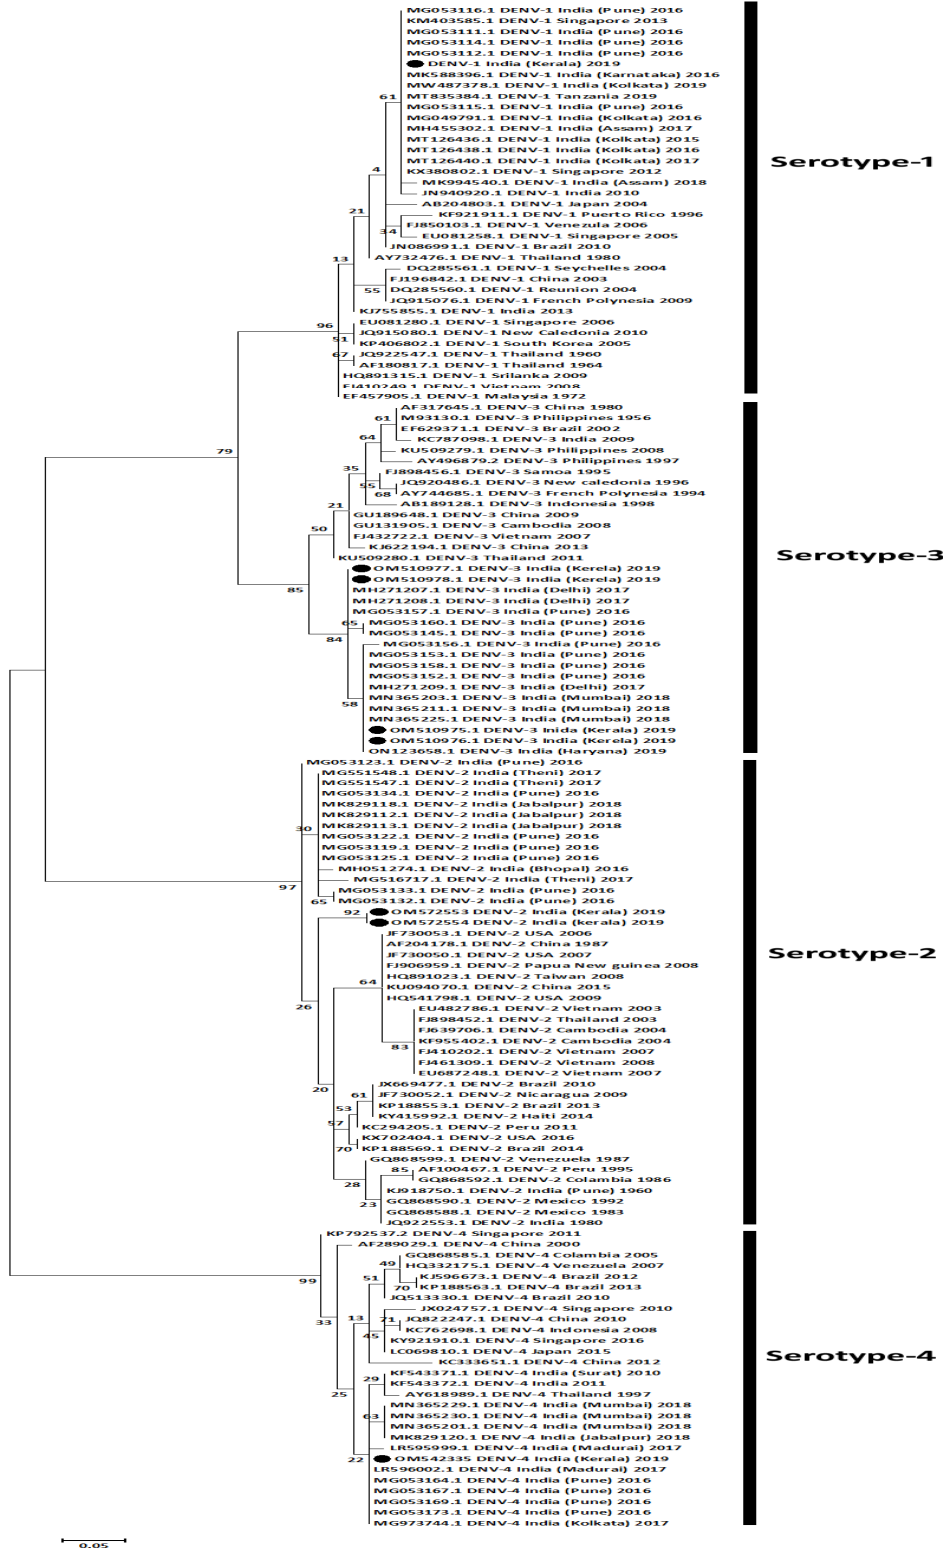 MG053116.1 DENV-1 India (Pune) 2016
KM403585.1 DENV-1 Singapore 2013
MG053111.1 DENV-1 India (Pune) 2016
MG053114.1 DENV-1 India (Pune) 2016
MG053112.1 DENV-1 India (Pune) 2016
DENV-1 India (Kerala) 2019
MK588396.1 DENV-1 India (Karnataka) 2016
MW487378.1 DENV-1 India (Kolkata) 2019
61
MT835384.1 DENV-1 Tanzania 2019
MG053115.1 DENV-1 India (Pune) 2016
MG049791.1 DENV-1 India (Kolkata) 2016
MH455302.1 DENV-1 India (Assam) 2017
MT126436.1 DENV-1 India (Kolkata) 2015
MT126438.1 DENV-1 India (Kolkata) 2016
MT126440.1 DENV-1 India (Kolkata) 2017
Serotype-1
4
KX380802.1 DENV-1 Singapore 2012
MK994540.1 DENV-1 India (Assam) 2018
JN940920.1 DENV-1 India 2010
AB204803.1 DENV-1 Japan 2004
21
KF921911.1 DENV-1 Puerto Rico 1996
FJ850103.1 DENV-1 Venezula 2006
34
EU081258.1 DENV-1 Singapore 2005
JN086991.1 DENV-1 Brazil 2010
13
AY732476.1 DENV-1 Thailand 1980
DQ285561.1 DENV-1 Seychelles 2004
FJ196842.1 DENV-1 China 2003
55
DQ285560.1 DENV-1 Reunion 2004
JQ915076.1 DENV-1 French Polynesia 2009
KJ755855.1 DENV-1 India 2013
96
EU081280.1 DENV-1 Singapore 2006
JQ915080.1 DENV-1 New Caledonia 2010
51
KP406802.1 DENV-1 South Korea 2005
67
JQ922547.1 DENV-1 Thailand 1960
AF180817.1 DENV-1 Thailand 1964
HQ891315.1 DENV-1 Srilanka 2009
FJ410249.1 DENV-1 Vietnam 2008
EF457905.1 DENV-1 Malaysia 1972
AF317645.1 DENV-3 China 1980
61
M93130.1 DENV-3 Philippines 1956
EF629371.1 DENV-3 Brazil 2002
64
KC787098.1 DENV-3 India 2009
79
KU509279.1 DENV-3 Philippines 2008
AY496879.2 DENV-3 Philippines 1997
35
FJ898456.1 DENV-3 Samoa 1995
55
JQ920486.1 DENV-3 New caledonia 1996
68
AY744685.1 DENV-3 French Polynesia 1994
21
AB189128.1 DENV-3 Indonesia 1998
GU189648.1 DENV-3 China 2009
50
GU131905.1 DENV-3 Cambodia 2008
FJ432722.1 DENV-3 Vietnam 2007
KJ622194.1 DENV-3 China 2013
Serotype-3
KU509280.1 DENV-3 Thailand 2011
OM510977.1 DENV-3 India (Kerela) 2019
OM510978.1 DENV-3 India (Kerela) 2019
85
MH271207.1 DENV-3 India (Delhi) 2017
MH271208.1 DENV-3 India (Delhi) 2017
MG053157.1 DENV-3 India (Pune) 2016
65
MG053160.1 DENV-3 India (Pune) 2016
MG053145.1 DENV-3 India (Pune) 2016
84
MG053156.1 DENV-3 India (Pune) 2016
MG053153.1 DENV-3 India (Pune) 2016
MG053158.1 DENV-3 India (Pune) 2016
MG053152.1 DENV-3 India (Pune) 2016
MH271209.1 DENV-3 India (Delhi) 2017
58
MN365203.1 DENV-3 India (Mumbai) 2018
MN365211.1 DENV-3 India (Mumbai) 2018
MN365225.1 DENV-3 India (Mumbai) 2018
OM510975.1 DENV-3 Inida (Kerala) 2019
OM510976.1 DENV-3 India (Kerela) 2019
ON123658.1 DENV-3 India (Haryana) 2019
MG053123.1 DENV-2 India (Pune) 2016
MG551548.1 DENV-2 India (Theni) 2017
MG551547.1 DENV-2 India (Theni) 2017
MG053134.1 DENV-2 India (Pune) 2016
MK829118.1 DENV-2 India (Jabalpur) 2018
MK829112.1 DENV-2 India (Jabalpur) 2018
30
MK829113.1 DENV-2 India (Jabalpur) 2018
MG053122.1 DENV-2 India (Pune) 2016
MG053119.1 DENV-2 India (Pune) 2016
MG053125.1 DENV-2 India (Pune) 2016
MH051274.1 DENV-2 India (Bhopal) 2016
MG516717.1 DENV-2 India (Theni) 2017
97
MG053133.1 DENV-2 India (Pune) 2016
65
MG053132.1 DENV-2 India (Pune) 2016
92
OM572553 DENV-2 India (Kerala) 2019
OM572554 DENV-2 India (kerala) 2019
JF730053.1 DENV-2 USA 2006
AF204178.1 DENV-2 China 1987
Serotype-2
JF730050.1 DENV-2 USA 2007
FJ906959.1 DENV-2 Papua New guinea 2008
HQ891023.1 DENV-2 Taiwan 2008
64
KU094070.1 DENV-2 China 2015
HQ541798.1 DENV-2 USA 2009
26
EU482786.1 DENV-2 Vietnam 2003
FJ898452.1 DENV-2 Thailand 2003
FJ639706.1 DENV-2 Cambodia 2004
KF955402.1 DENV-2 Cambodia 2004
83
FJ410202.1 DENV-2 Vietnam 2007
FJ461309.1 DENV-2 Vietnam 2008
EU687248.1 DENV-2 Vietnam 2007
20
JX669477.1 DENV-2 Brazil 2010
61
JF730052.1 DENV-2 Nicaragua 2009
53
KP188553.1 DENV-2 Brazil 2013
KY415992.1 DENV-2 Haiti 2014
57
KC294205.1 DENV-2 Peru 2011
KX702404.1 DENV-2 USA 2016
70
KP188569.1 DENV-2 Brazil 2014
GQ868599.1 DENV-2 Venezuela 1987
85
AF100467.1 DENV-2 Peru 1995
GQ868592.1 DENV-2 Colambia 1986
28
KJ918750.1 DENV-2 India (Pune) 1960
GQ868590.1 DENV-2 Mexico 1992
23
GQ868588.1 DENV-2 Mexico 1983
JQ922553.1 DENV-2 India 1980
KP792537.2 DENV-4 Singapore 2011
AF289029.1 DENV-4 China 2000
GQ868585.1 DENV-4 Colambia 2005
49
HQ332175.1 DENV-4 Venezuela 2007
99
51
KJ596673.1 DENV-4 Brazil 2012
70
KP188563.1 DENV-4 Brazil 2013
JQ513330.1 DENV-4 Brazil 2010
JX024757.1 DENV-4 Singapore 2010
33
13
71
JQ822247.1 DENV-4 China 2010
KC762698.1 DENV-4 Indonesia 2008
45
KY921910.1 DENV-4 Singapore 2016
LC069810.1 DENV-4 Japan 2015
Serotype-4
KC333651.1 DENV-4 China 2012
KF543371.1 DENV-4 India (Surat) 2010
29
KF543372.1 DENV-4 India 2011
25
AY618989.1 DENV-4 Thailand 1997
MN365229.1 DENV-4 India (Mumbai) 2018
63
MN365230.1 DENV-4 India (Mumbai) 2018
MN365201.1 DENV-4 India (Mumbai) 2018
MK829120.1 DENV-4 India (Jabalpur) 2018
LR595999.1 DENV-4 India (Madurai) 2017
22
OM542335 DENV-4 India (Kerala) 2019
LR596002.1 DENV-4 India (Madurai) 2017
MG053164.1 DENV-4 India (Pune) 2016
MG053167.1 DENV-4 India (Pune) 2016
MG053169.1 DENV-4 India (Pune) 2016
MG053173.1 DENV-4 India (Pune) 2016
MG973744.1 DENV-4 India (Kolkata) 2017
0.05